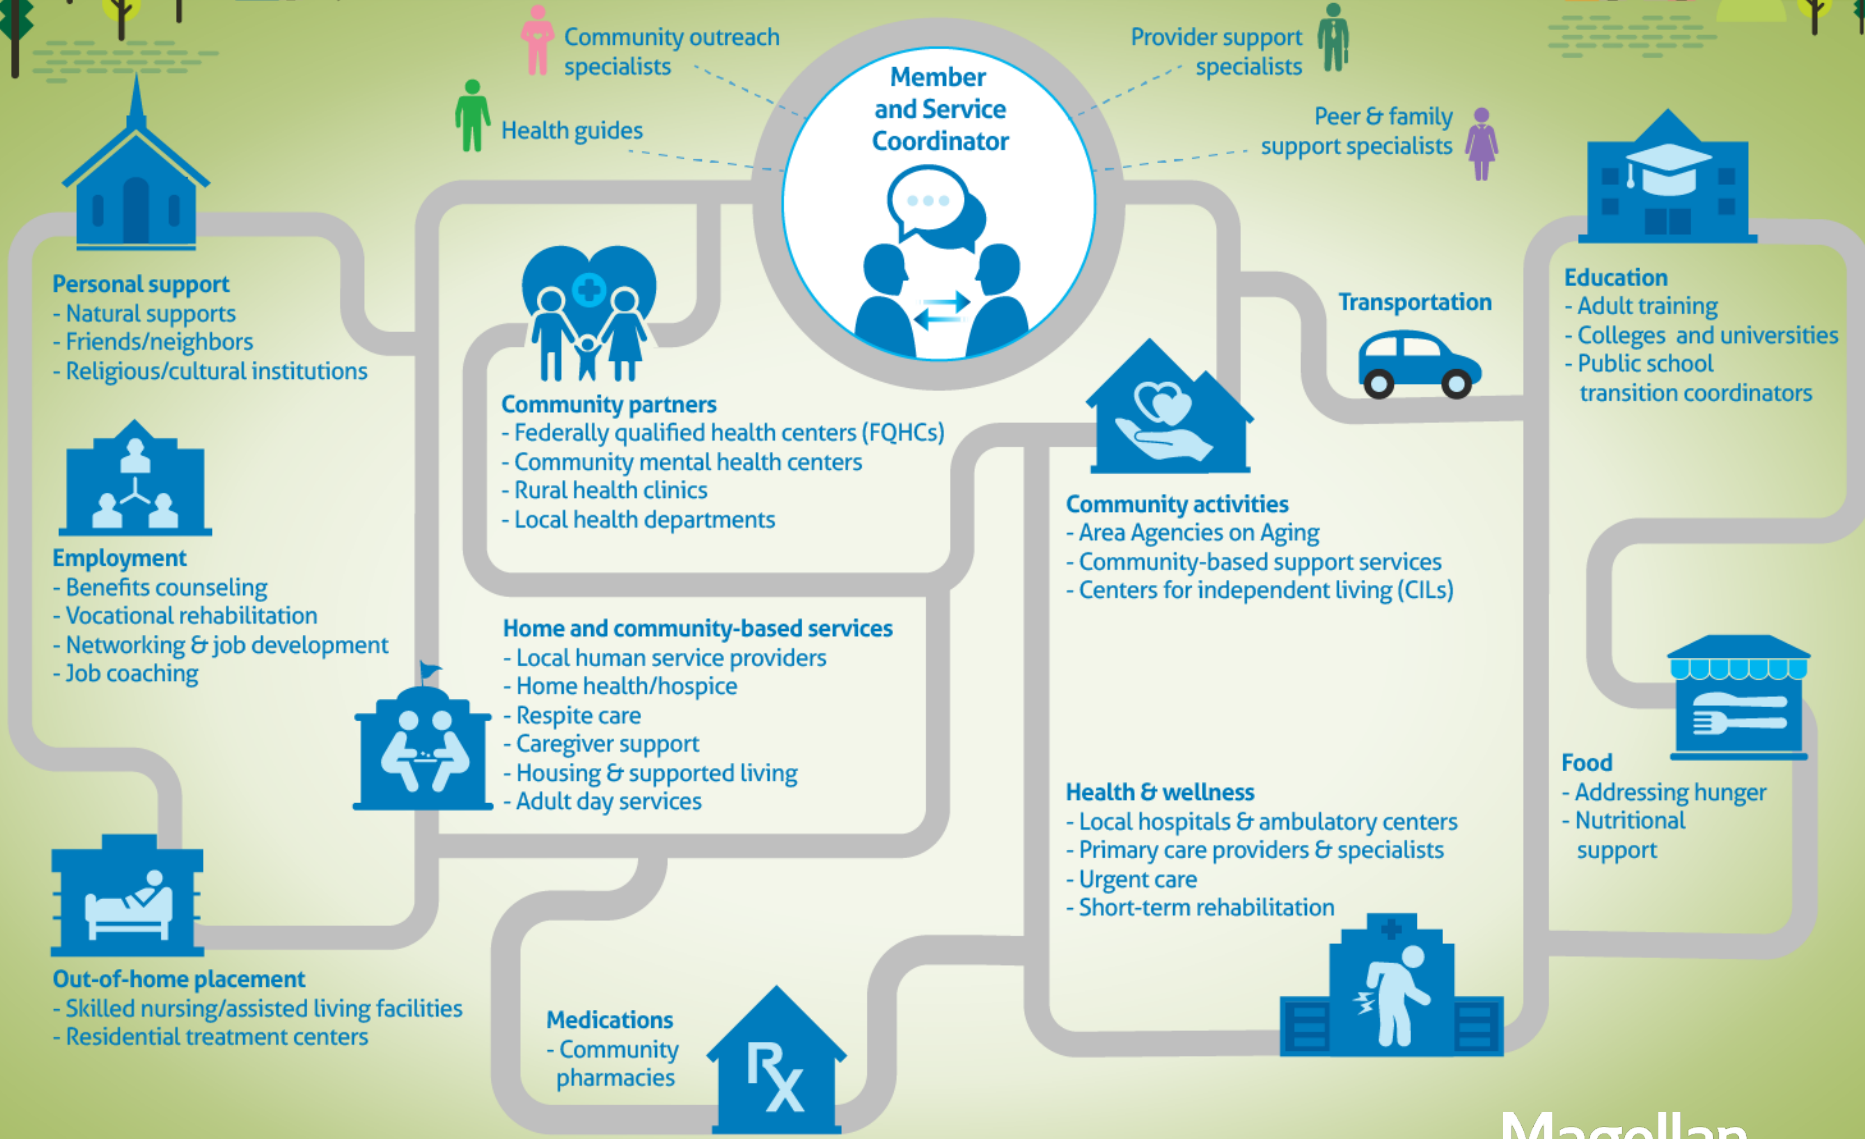 Community outreach
specialists
Health guides
Member
and Service
Coordinator
Provider support
specialists
Peer & family
support specialists
Personal support
- Natural supports
- Friends/neighbors
- Religious/cultural institutions
Employment
- Benefits counseling
- Vocational rehabilitation
- Networking & job development
- Job coaching
Out-of-home placement
- Skilled nursing/assisted living facilities
- Residential treatment centers
Community partners
- Federally qualified health centers (FQHCs)
- Community mental health centers
- Rural health clinics
- Local health departments
Home and community-based services
- Local human service providers
- Home health/hospice
- Respite care
- Caregiver support
- Housing & supported living
- Adult day services
Medications
- Community
pharmacies
Rx
Transportation
Community activities
- Area Agencies on Aging
- Community-based support services
- Centers for independent living (CILs)
Health & wellness
- Local hospitals & ambulatory centers
- Primary care providers & specialists
- Urgent care
- Short-term rehabilitation
Education
- Adult training
- Colleges and universities
- Public school
transition coordinators
Food
- Addressing hunger
- Nutritional
support
Magellan